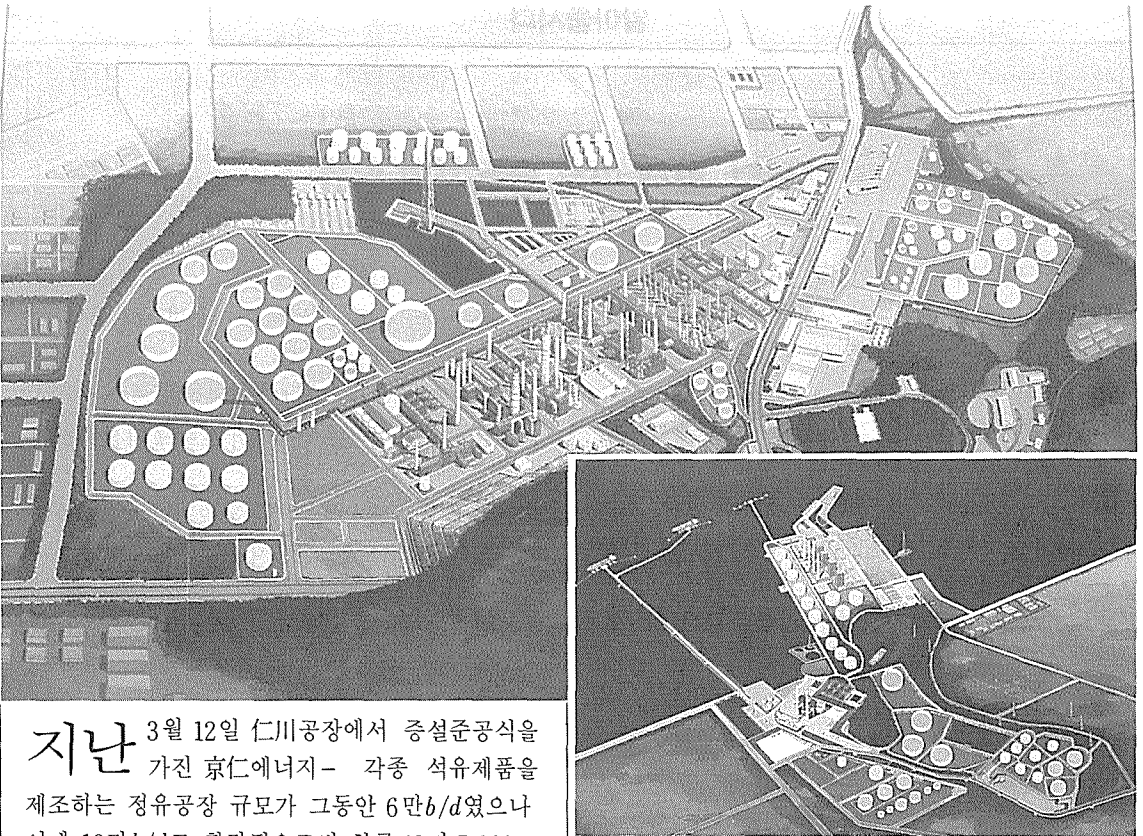 지난 3월 12일 仁川공장에서 증설준공식을
가진 京仁에너지- 각종 석유제품을
제조하는 정유공장 규모가 그동안 6만b/d였으나